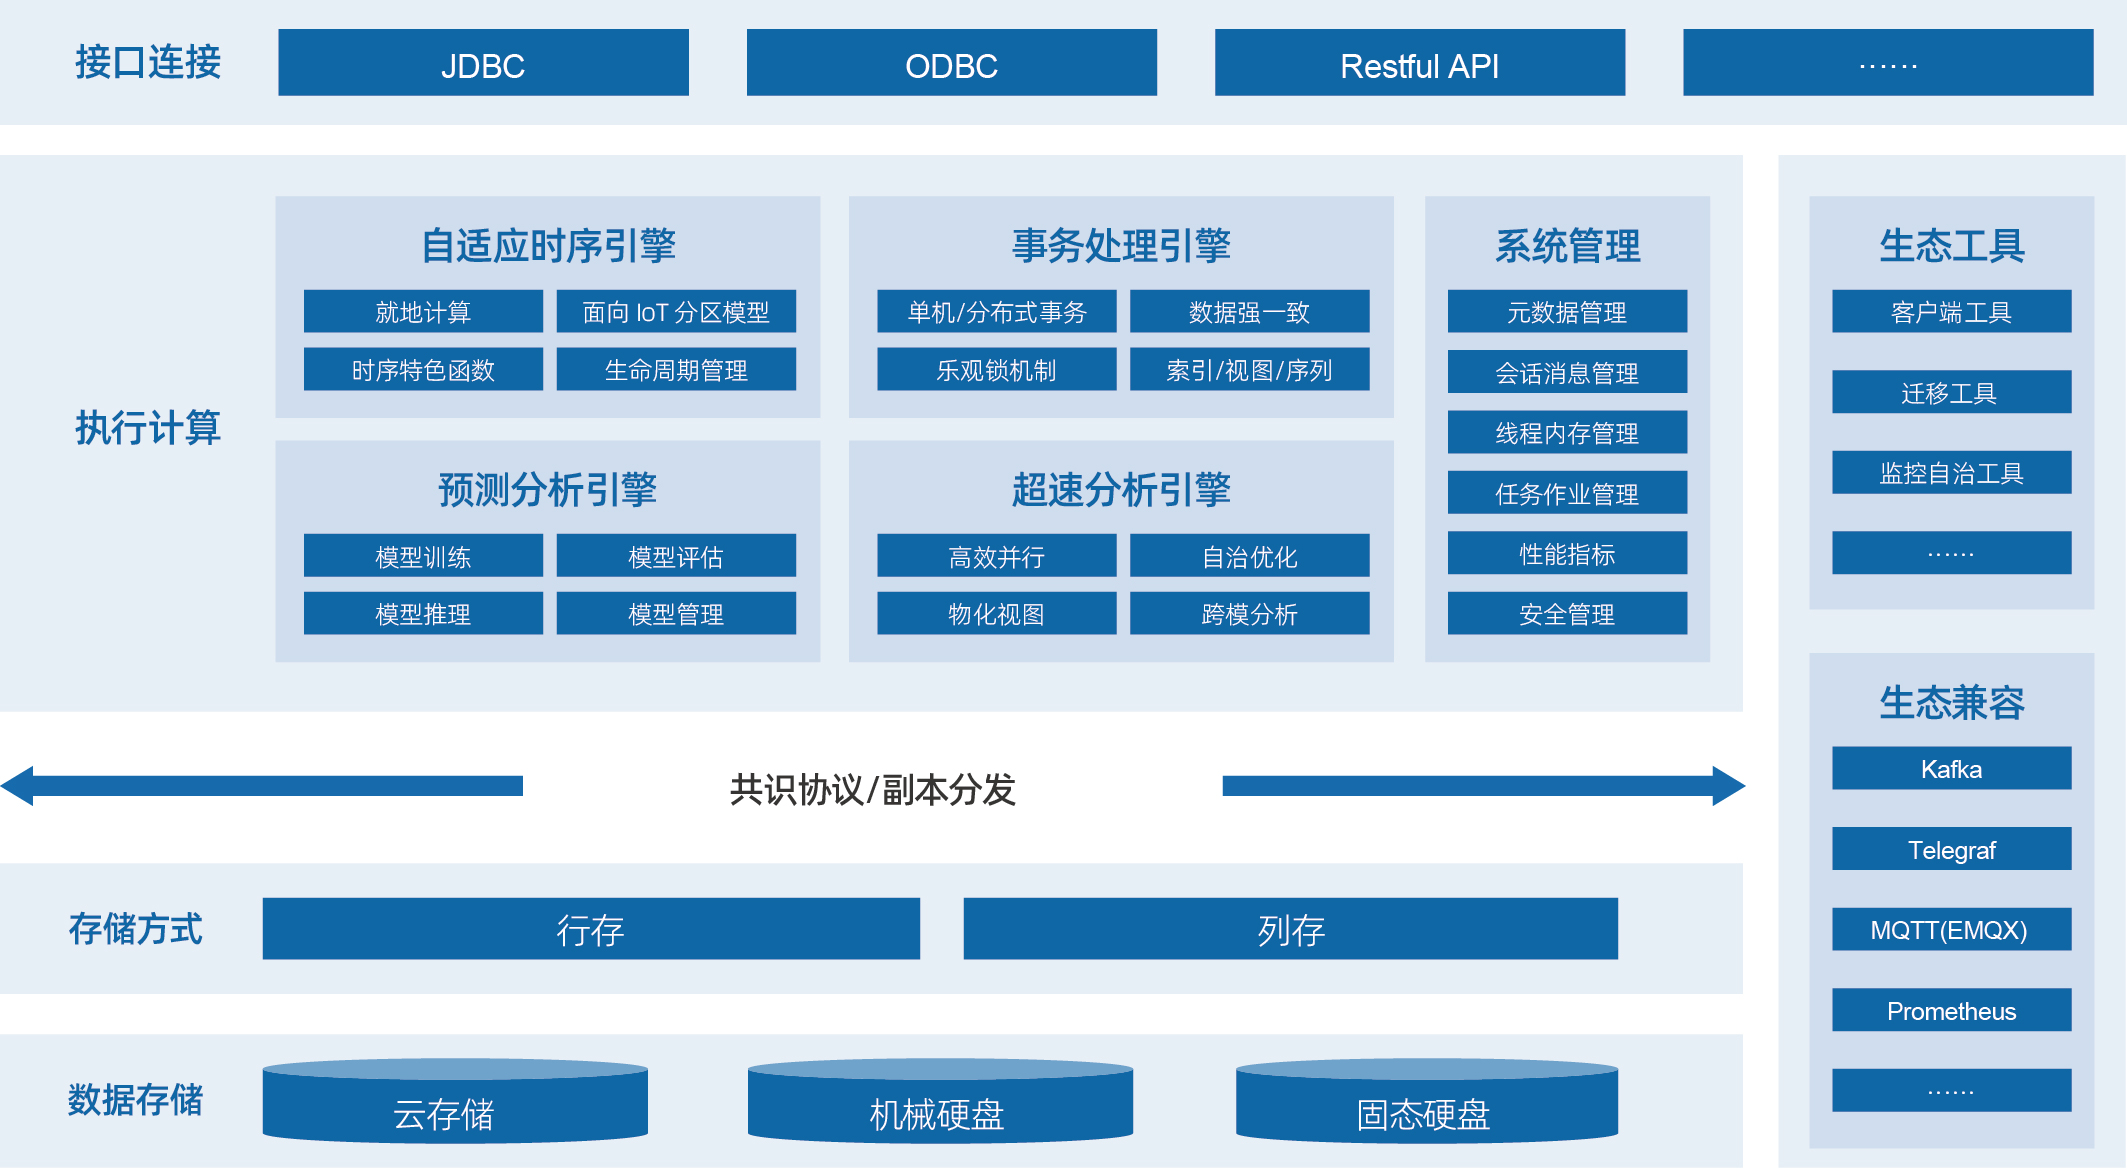 接口连接
JDBC
ODBC
Restful API
······
执行计算
自适应时序引擎
就地计算
面向 IoT 分区模型
时序特色函数
生命周期管理
事务处理引擎
单机/分布式事务
数据强一致
乐观锁机制
索引/视图/序列
预测分析引擎
模型训练
模型评估
模型推理
模型管理
超速分析引擎
高效并行
自治优化
物化视图
跨模分析
系统管理
元数据管理
会话消息管理
线程内存管理
任务作业管理
性能指标
安全管理
生态工具
客户端工具
迁移工具
监控自治工具
······
生态兼容
Kafka
Telegraf
MQTT(EMQX)
Prometheus
······
共识协议/副本分发
存储方式
行存
列存
数据存储
云存储
机械硬盘
固态硬盘